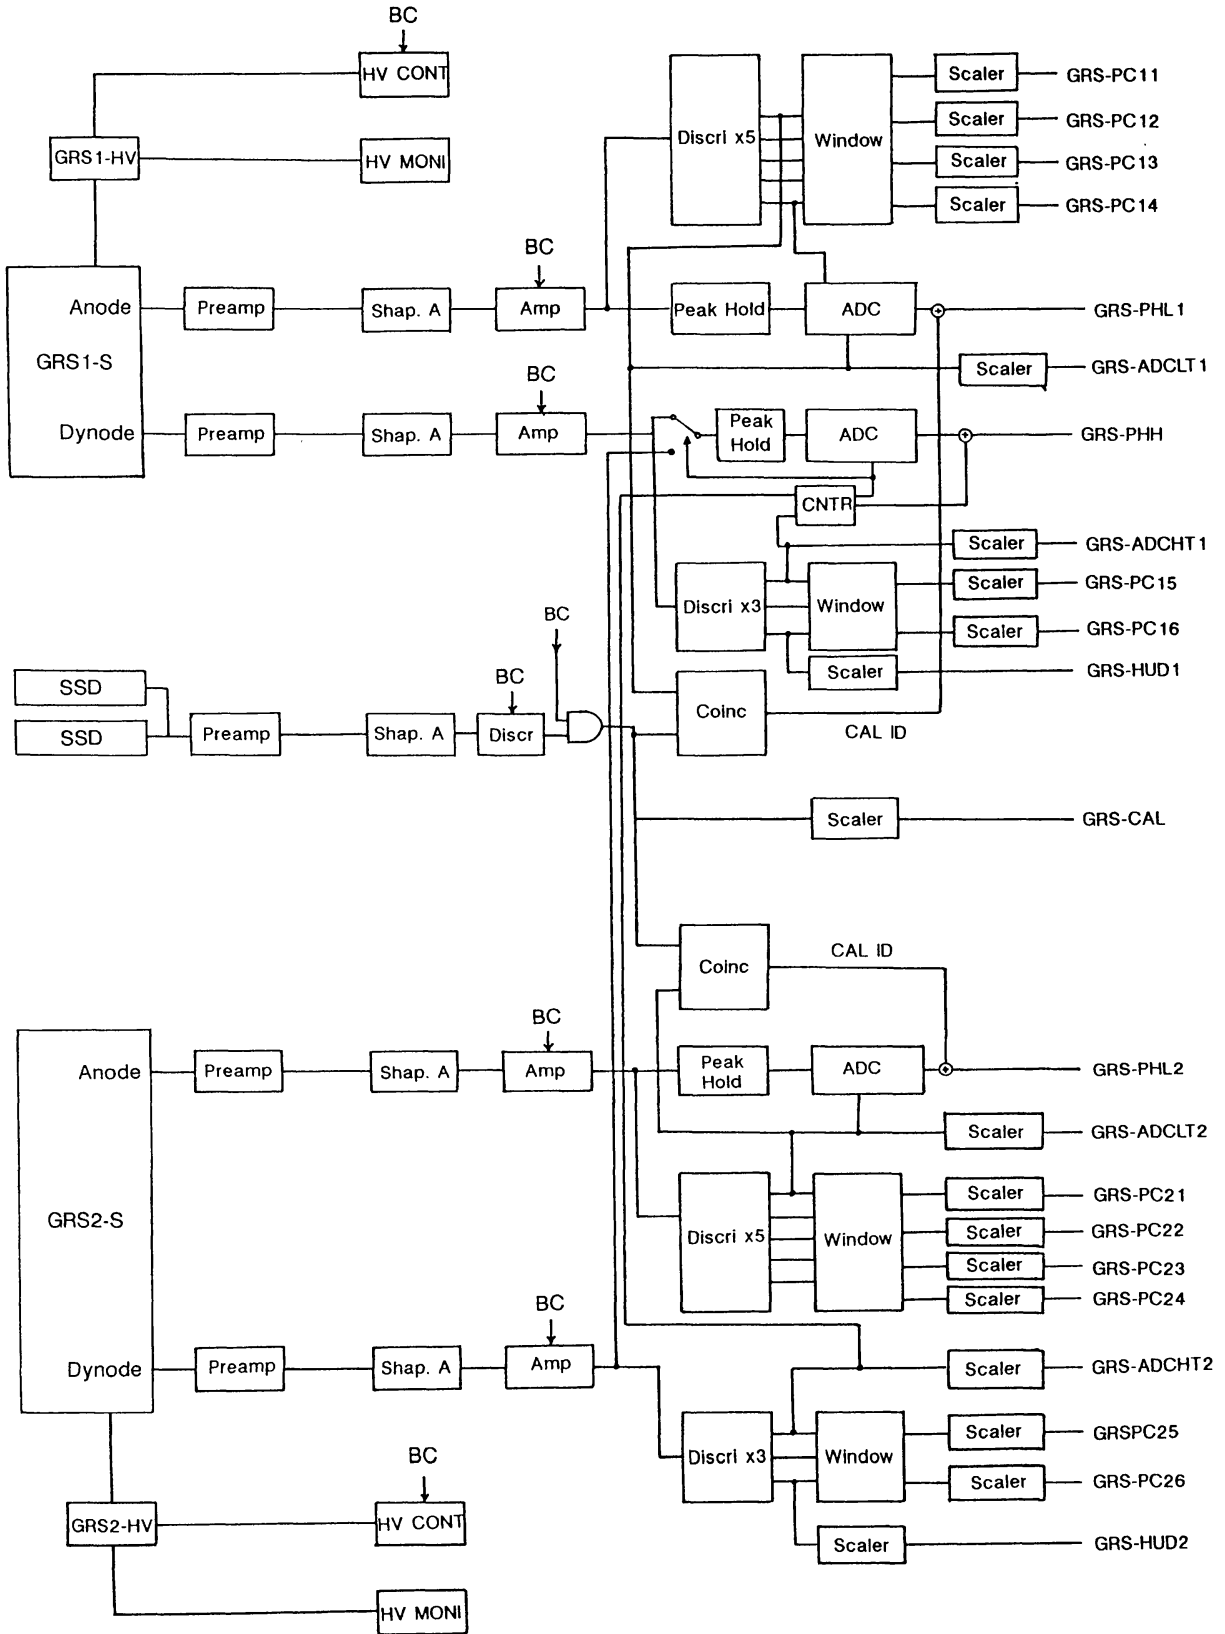 BC
HV CONT
GRS1-HV
HV MONI
Discri x5
Window
Scaler
GRS-PC11
Scaler
GRS-PC12
Scaler
GRS-PC13
Scaler
GRS-PC14
GRS1-S
Anode
Preamp
Shap. A
BC
Amp
Peak Hold
ADC
GRS-PHL1
Scaler
GRS-ADCLT1
Dynode
Preamp
Shap. A
BC
Amp
Peak
Hold
ADC
GRS-PHH
CNTR
Scaler
GRS-ADCHT1
Discri x3
Window
Scaler
GRS-PC15
Scaler
GRS-PC16
Scaler
GRS-HUD1
SSD
SSD
Preamp
Shap. A
BC
Discr
BC
Coinc
CAL ID
Scaler
GRS-CAL
Coinc
CAL ID
GRS2-S
Anode
Preamp
Shap. A
BC
Amp
Peak
Hold
ADC
GRS-PHL2
Scaler
GRS-ADCLT2
Discri x5
Window
Scaler
GRS-PC21
Scaler
GRS-PC22
Scaler
GRS-PC23
Scaler
GRS-PC24
Dynode
Preamp
Shap. A
BC
Amp
Scaler
GRS-ADCHT2
Discri x3
Window
Scaler
GRSPC25
Scaler
GRS-PC26
Scaler
GRS-HUD2
GRS2-HV
BC
HV CONT
HV MONI